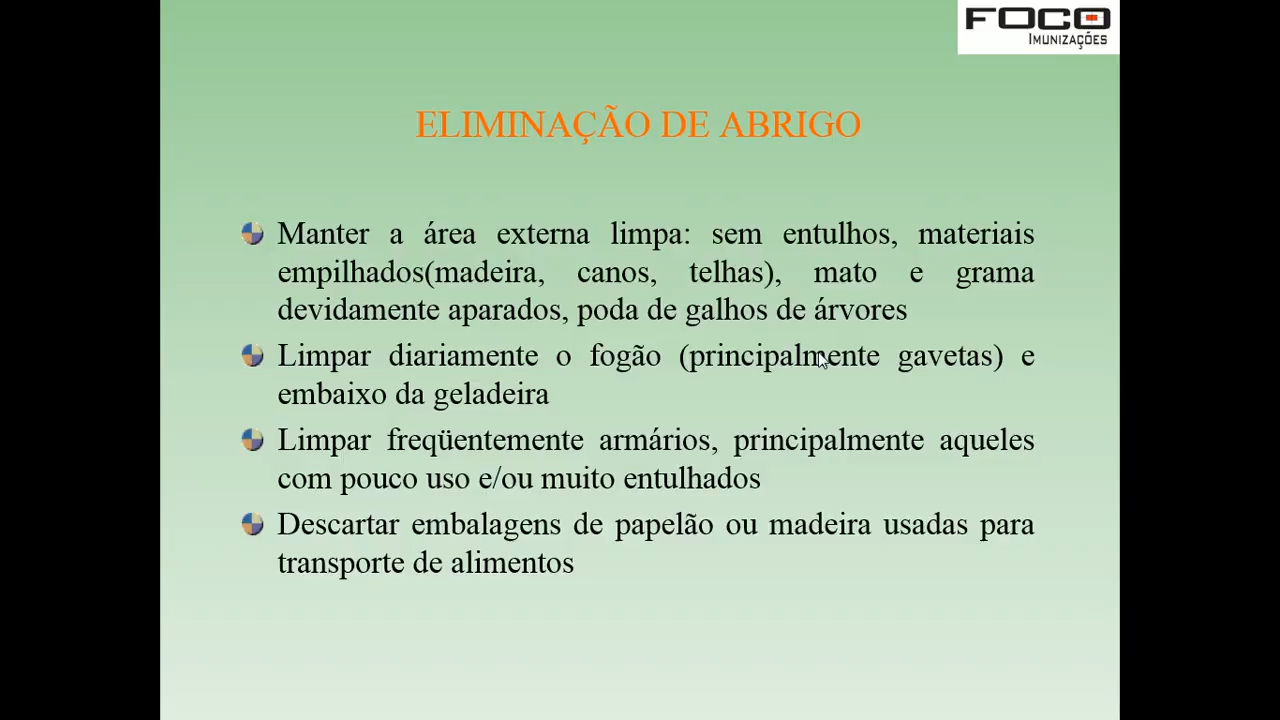 FOCO
IMUNIZAÇÕES
ELIMINAÇÃO DE ABRIGO
Manter a área externa limpa: sem entulhos, materiais
empilhados(madeira, canos, telhas), mato e grama
devidamente aparados, poda de galhos de árvores
Limpar diariamente o fogão (principalmente gavetas) e
embaixo da geladeira
Limpar freqüentemente armários, principalmente aqueles
com pouco uso e/ou muito entulhados
Descartar embalagens de papelão ou madeira usadas para
transporte de alimentos